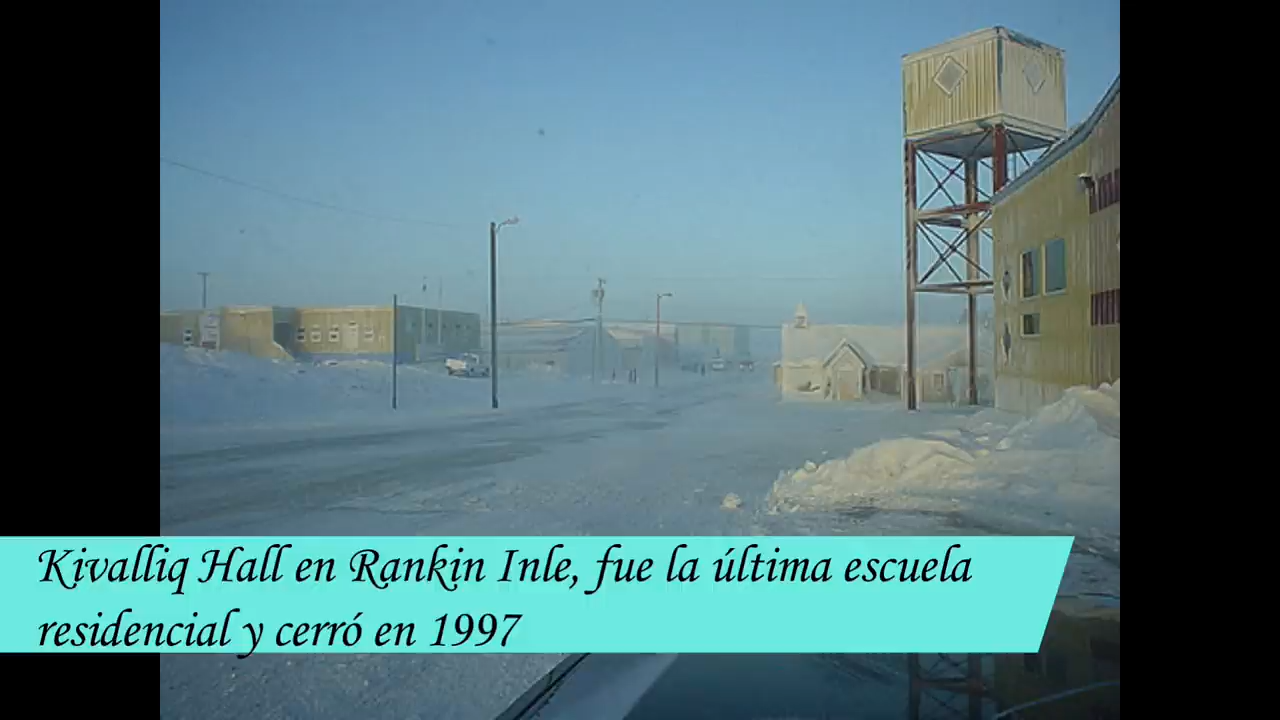 Kivalliq Hall en Rankin Inle, fue la última escuela
residencial y cerró en 1997